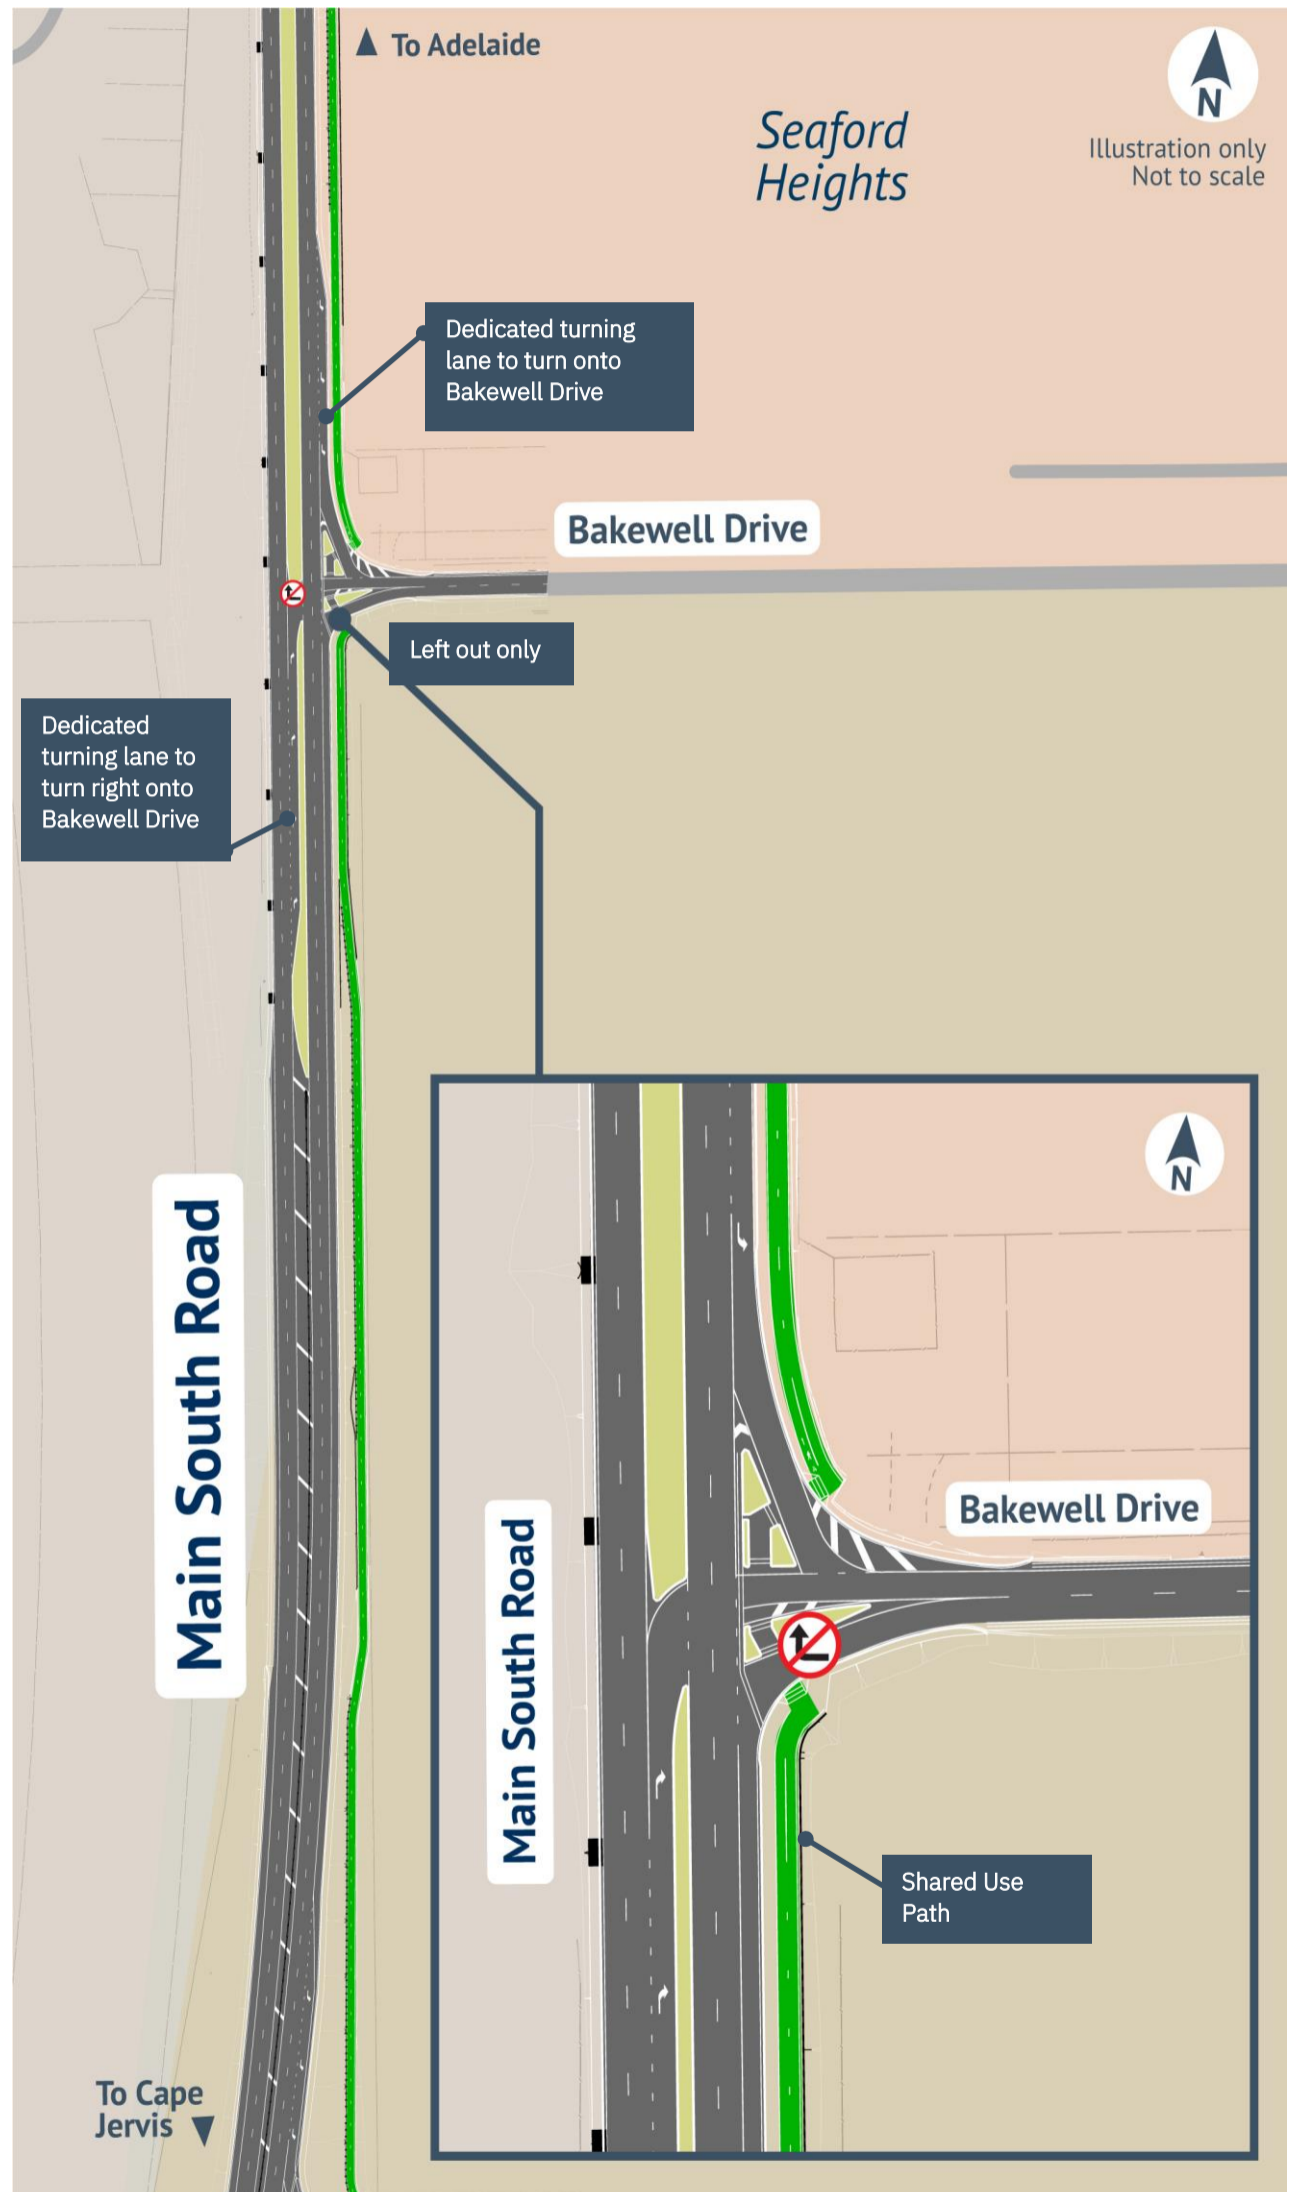 To Adelaide
N
Illustration only
Not to scale
Seaford
Heights
Dedicated turning
lane to turn onto
Bakewell Drive
Bakewell Drive
Left out only
Dedicated
turning lane to
turn right onto
Bakewell Drive
Main South Road
N
Bakewell Drive
Main South Road
Shared Use
Path
To Cape
Jervis